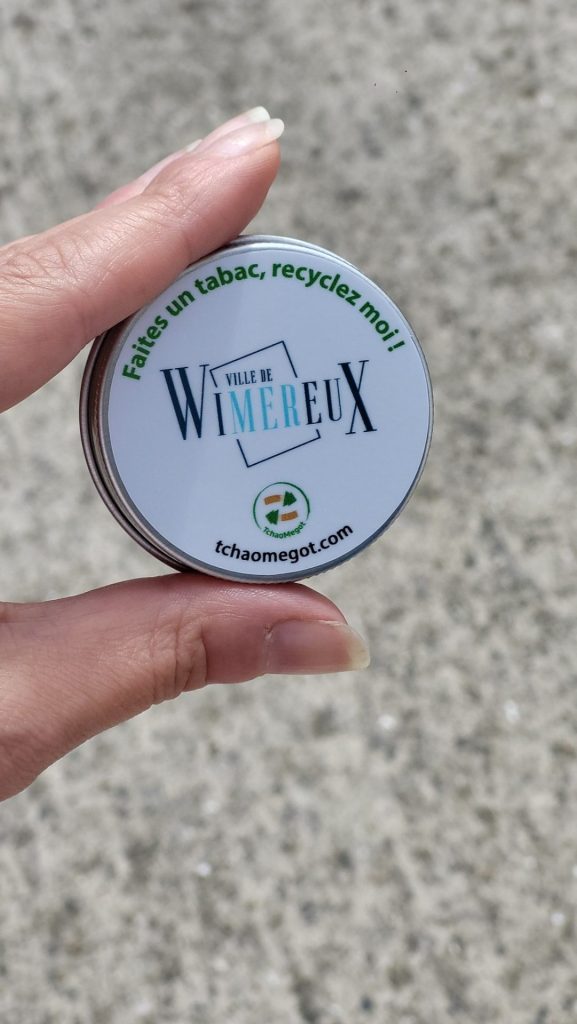 Faites un tabac, recyclez moi !
VILLE DE
WIMEREUX
TchaoMegot
tchaomegot.com